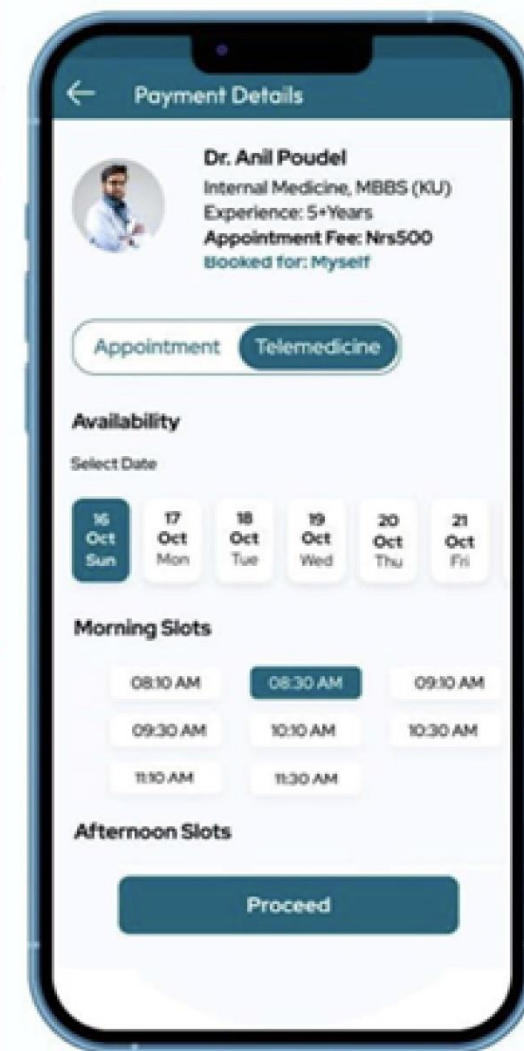 Payment Details
Dr. Anil Poudel
Internal Medicine, MBBS (KU)
Experience: 5+Years
Appointment Fee: Nrs500
Booked for: Myself
Appointment Telemedicine
Availability
Select Date
16 17 18 19 20 21
Oct Oct Oct Oct Oct Oct
Sun Mon Tue Wed Thu Fri
Morning Slots
08:10 AM 08:30 AM 09:10 AM
09:30 AM 10:10 AM 10:30 AM
11:10 AM 11:30 AM
Afternoon Slots
Proceed